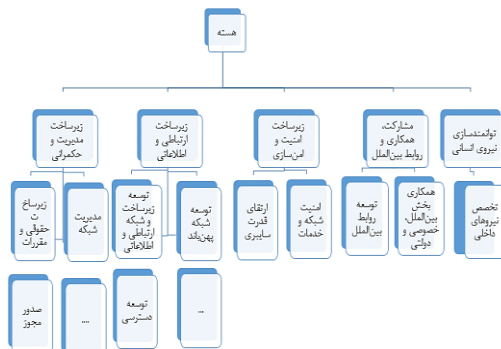 هسته
توانمندسازی
نیروی انسانی
مشارکت،
همکاری و
روابط بین‌الملل
زیرساخت
امنیت و
امن‌سازی
زیرساخت
ارتباطی و
اطلاعاتی
زیرساخت
مدیریت و
حکمرانی
تخصص
نیروهای
داخلی
همکاری
بخش
بین‌الملل،
خصوصی و
دولتی
توسعه
روابط
بین‌الملل
امنیت
شبکه و
خدمات
ارتقای
قدرت
سایبری
توسعه
شبکه
پهن‌باند
توسعه
زیرساخت
و شبکه
ارتباطی و
اطلاعاتی
مدیریت
شبکه
زیرساخ
ت
حقوقی و
مقررات
...
توسعه
دسترسی
....
صدور
مجوز